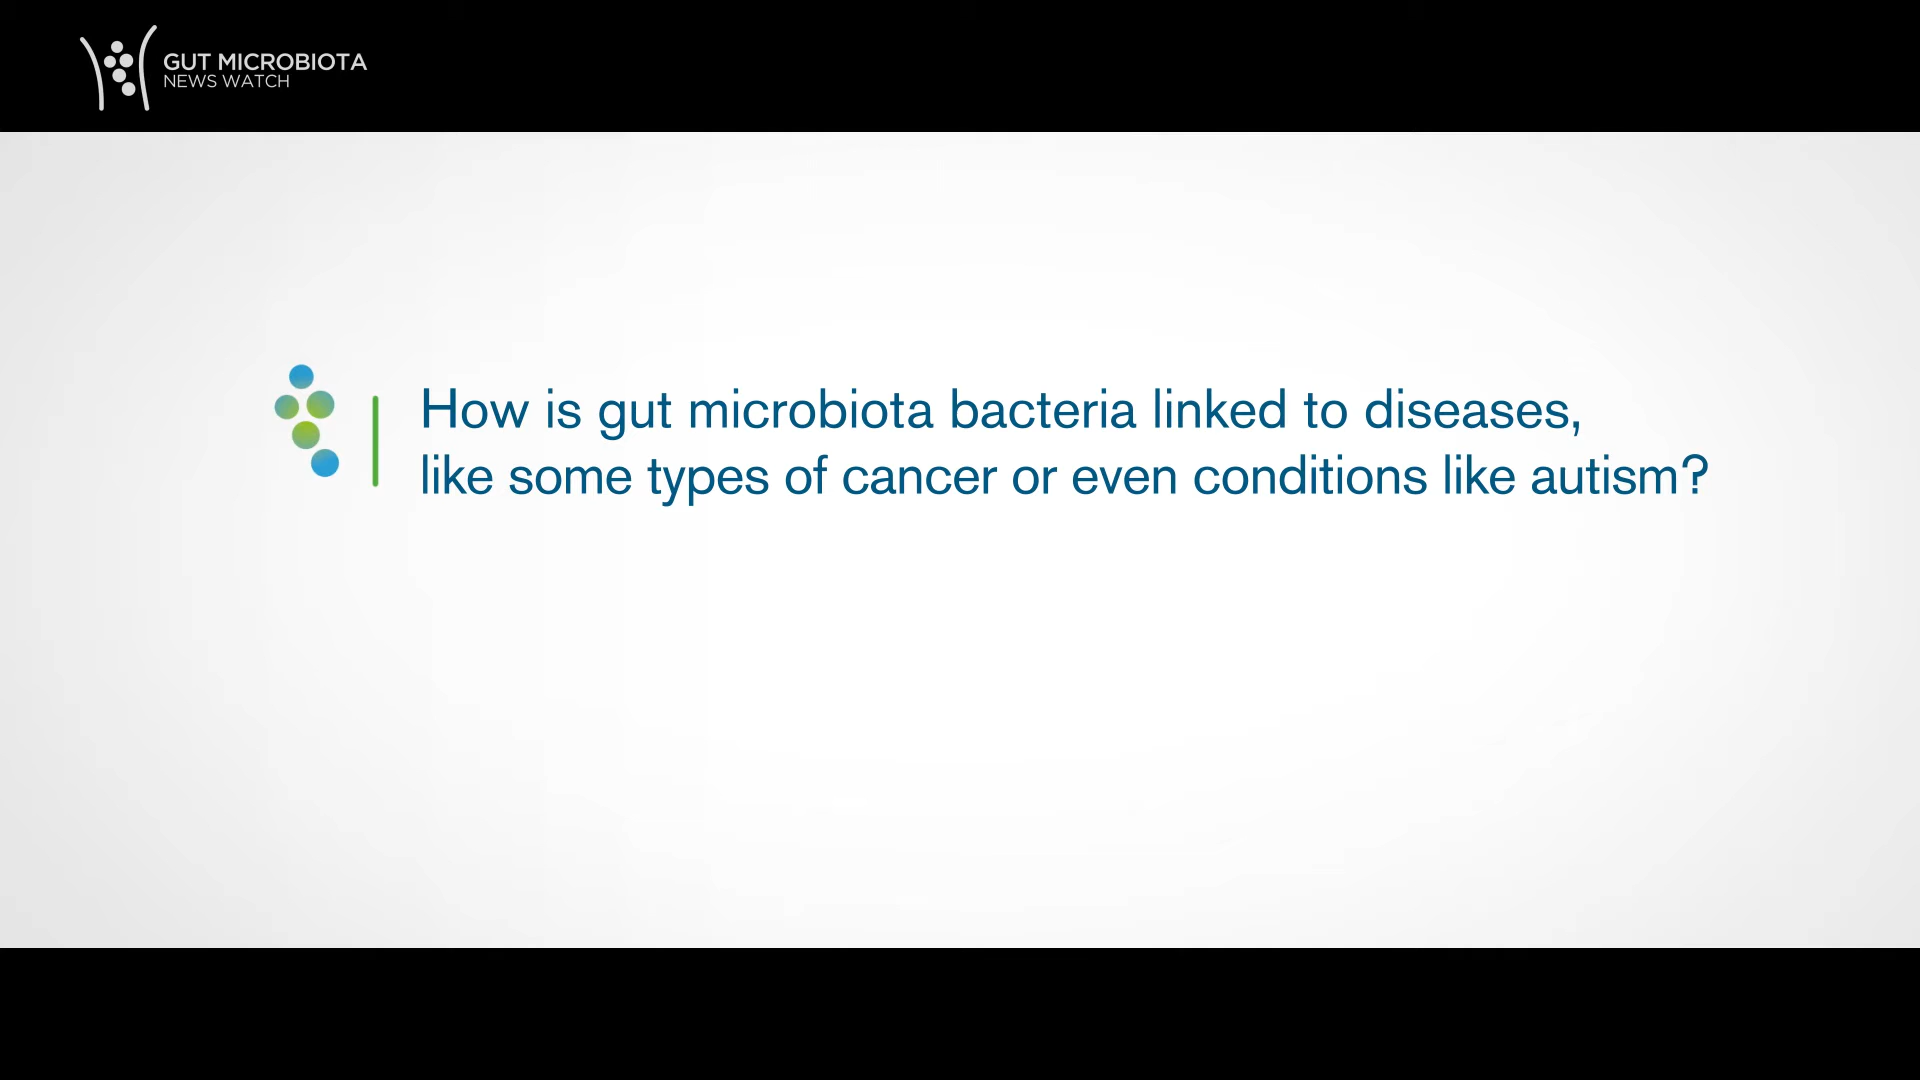 GUT MICROBIOTA
NEWS WATCH
How is gut microbiota bacteria linked to diseases,
like some types of cancer or even conditions like autism?